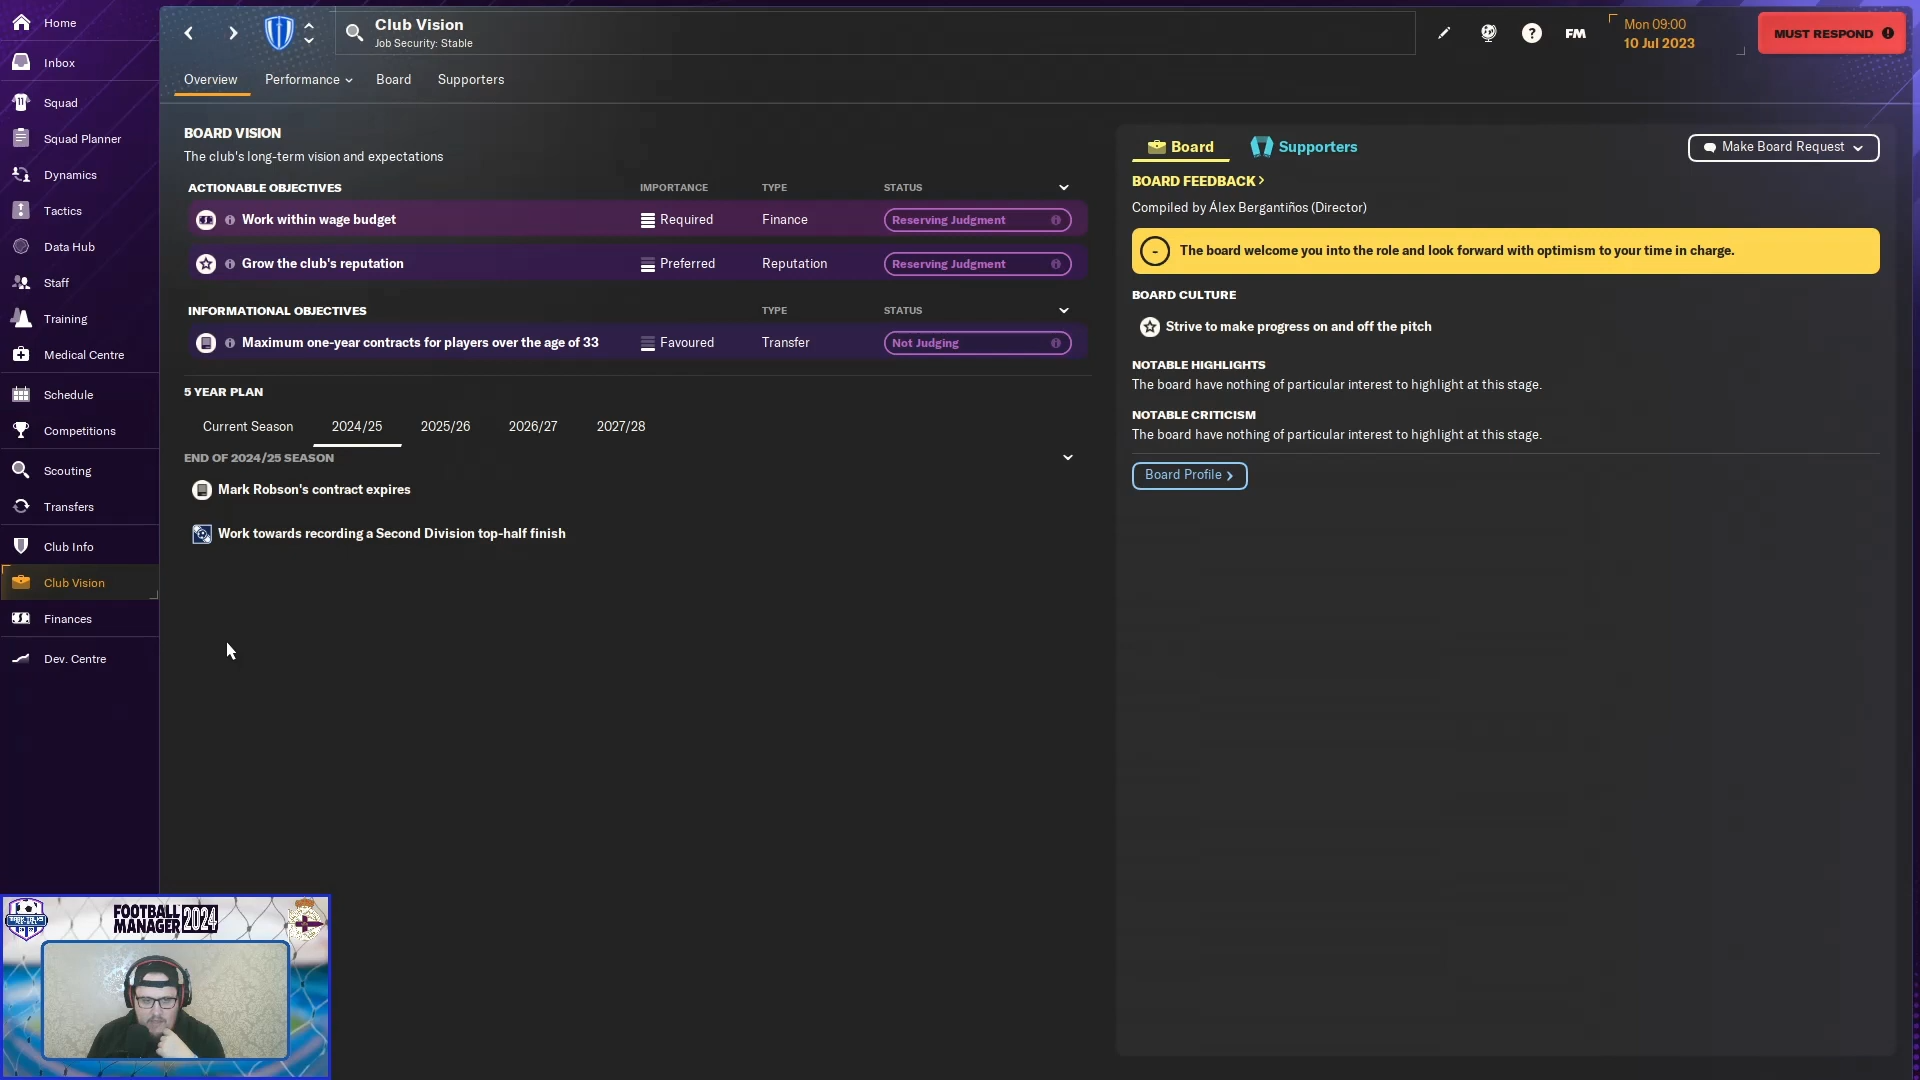 Home
Inbox
Squad
Squad Planner
Dynamics
Tactics
Data Hub
Staff
Training
Medical Centre
Schedule
Competitions
Scouting
Transfers
Club Info
Club Vision
Finances
Dev. Centre
Club Vision
Job Security: Stable
FM
Mon 09:00
10 Jul 2023
MUST RESPOND
Overview
Performance
Board
Supporters
BOARD VISION
The club's long-term vision and expectations
ACTIONABLE OBJECTIVES IMPORTANCE TYPE STATUS
Work within wage budget Required Finance Reserving Judgment
Grow the club's reputation Preferred Reputation Reserving Judgment
INFORMATIONAL OBJECTIVES TYPE STATUS
Maximum one-year contracts for players over the age of 33 Favoured Transfer Not Judging
5 YEAR PLAN
Current Season 2024/25 2025/26 2026/27 2027/28
END OF 2024/25 SEASON
Mark Robson's contract expires
Work towards recording a Second Division top-half finish
Board Supporters Make Board Request
BOARD FEEDBACK
Compiled by Álex Bergantiños (Director)
The board welcome you into the role and look forward with optimism to your time in charge.
BOARD CULTURE
Strive to make progress on and off the pitch
NOTABLE HIGHLIGHTS
The board have nothing of particular interest to highlight at this stage.
NOTABLE CRITICISM
The board have nothing of particular interest to highlight at this stage.
Board Profile
FOOTBALL
MANAGER 2024